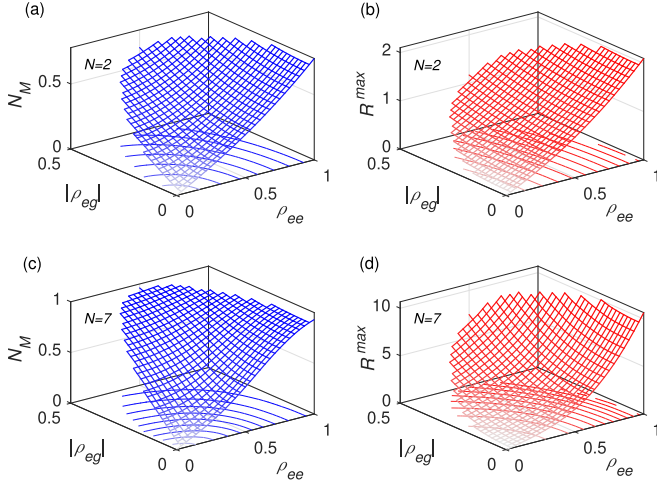 (a)
N=2
N_M
0.5
0
0.5
|ρ_eg|
0
0
0.5
ρ_ee
1
(b)
N=2
R^max
2
1
0
0.5
|ρ_eg|
0
0
0.5
ρ_ee
1
(c)
N=7
N_M
1
0.5
0
0.5
|ρ_eg|
0
0
0.5
ρ_ee
1
(d)
N=7
R^max
10
5
0
0.5
|ρ_eg|
0
0
0.5
ρ_ee
1